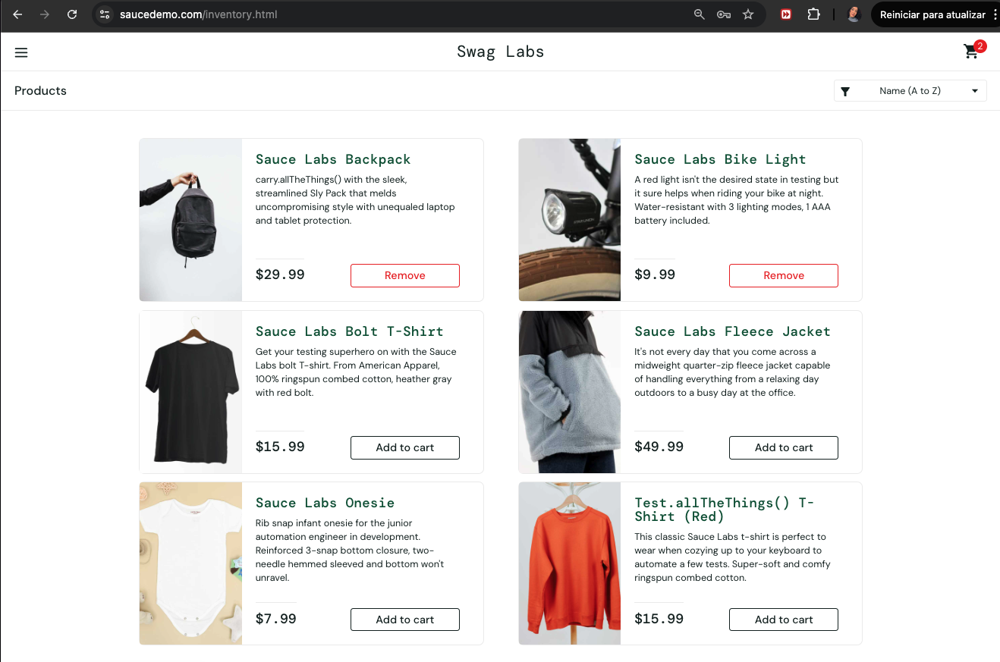 saucedemo.com/inventory.html
Reiniciar para atualizar
Swag Labs
2
Products
Name (A to Z)
Sauce Labs Backpack
carry.allTheThings() with the sleek,
streamlined Sly Pack that melds
uncompromising style with unequaled laptop
and tablet protection.
$29.99
Remove
Sauce Labs Bike Light
A red light isn't the desired state in testing but
it sure helps when riding your bike at night.
Water-resistant with 3 lighting modes, 1 AAA
battery included.
$9.99
Remove
Sauce Labs Bolt T-Shirt
Get your testing superhero on with the Sauce
Labs bolt T-shirt. From American Apparel,
100% ringspun combed cotton, heather gray
with red bolt.
$15.99
Add to cart
Sauce Labs Fleece Jacket
It's not every day that you come across a
midweight quarter-zip fleece jacket capable
of handling everything from a relaxing day
outdoors to a busy day at the office.
$49.99
Add to cart
Sauce Labs Onesie
Rib snap infant onesie for the junior
automation engineer in development.
Reinforced 3-snap bottom closure, two-
needle hemmed sleeved and bottom won't
unravel.
$7.99
Add to cart
Test.allTheThings() T-
Shirt (Red)
This classic Sauce Labs t-shirt is perfect to
wear when cozying up to your keyboard to
automate a few tests. Super-soft and comfy
ringspun combed cotton.
$15.99
Add to cart